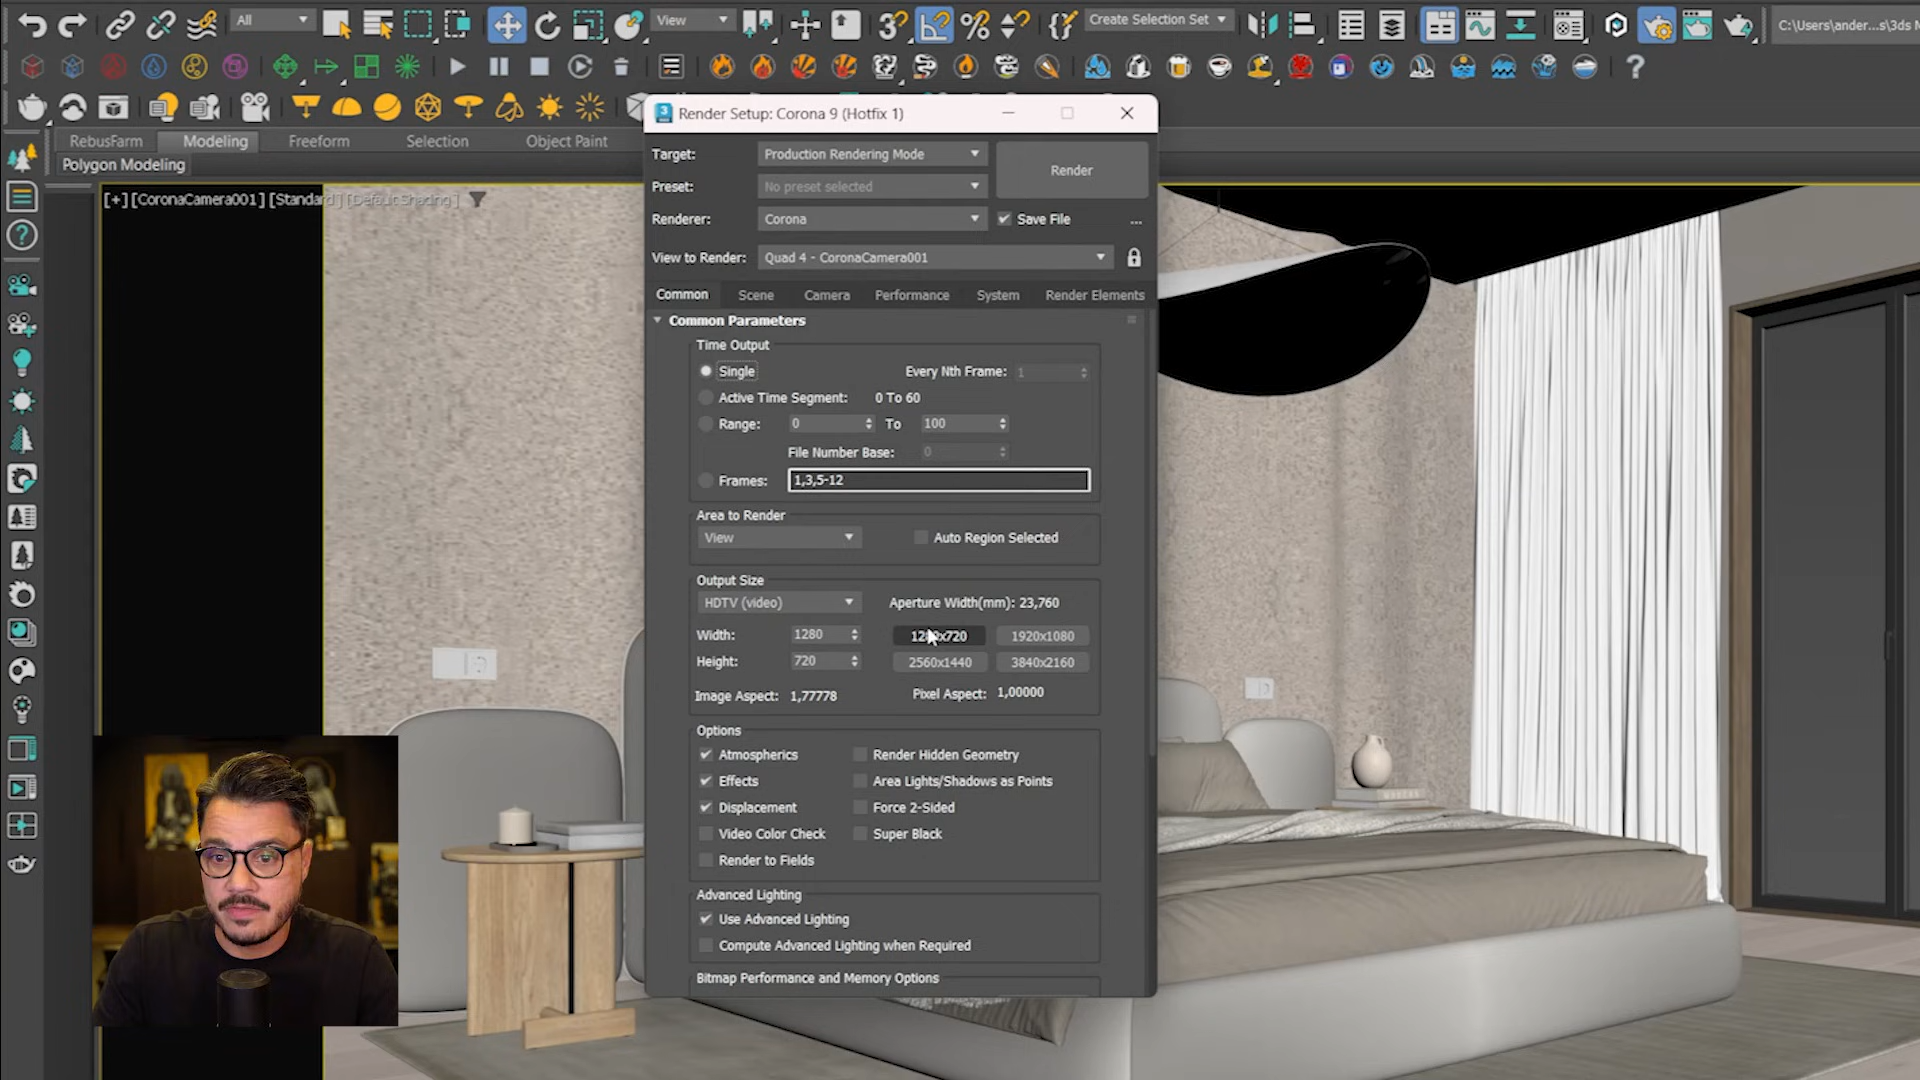 All
View
Create Selection Set
C:\Users\ander...s\3ds M
RebusFarm
Modeling
Freeform
Selection
Object Paint
Polygon Modeling
[+][CoronaCamera001][Standard][Default Shading]
Render Setup: Corona 9 (Hotfix 1)
Target:
Production Rendering Mode
Render
Preset:
No preset selected
Renderer:
Corona
Save File
...
View to Render:
Quad 4 - CoronaCamera001
Common
Scene
Camera
Performance
System
Render Elements
Common Parameters
Time Output
Single
Every Nth Frame:
1
Active Time Segment:
0 To 60
Range:
0
To
100
File Number Base:
0
Frames:
1,3,5-12
Area to Render
View
Auto Region Selected
Output Size
HDTV (video)
Aperture Width(mm): 23,760
Width:
1280
1280x720
1920x1080
Height:
720
2560x1440
3840x2160
Image Aspect:
1,77778
Pixel Aspect:
1,00000
Options
Atmospherics
Render Hidden Geometry
Effects
Area Lights/Shadows as Points
Displacement
Force 2-Sided
Video Color Check
Super Black
Render to Fields
Advanced Lighting
Use Advanced Lighting
Compute Advanced Lighting when Required
Bitmap Performance and Memory Options